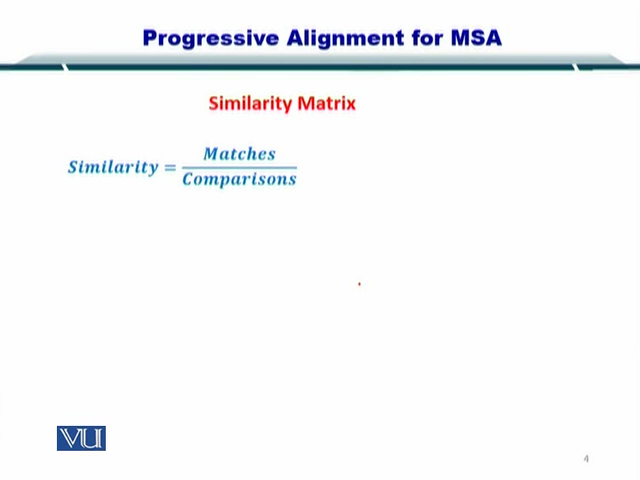 Progressive Alignment for MSA
Similarity Matrix
Similarity = Matches / Comparisons
VU
4